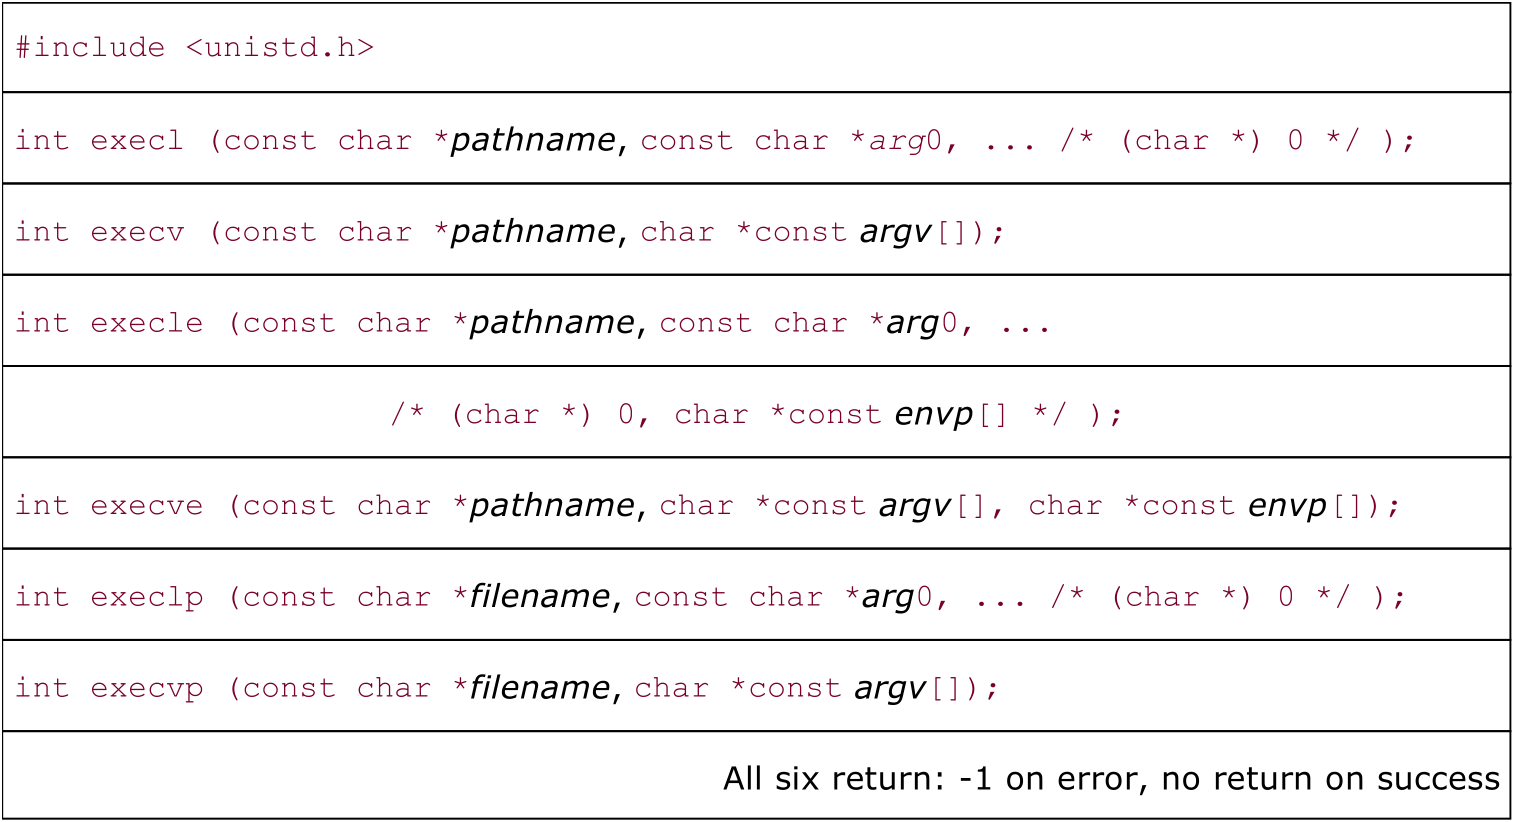 #include <unistd.h>
int execl (const char *pathname, const char *arg0, ... /* (char *) 0 */ );
int execv (const char *pathname, char *const argv[]);
int execle (const char *pathname, const char *arg0, ...
/* (char *) 0, char *const envp[] */ );
int execve (const char *pathname, char *const argv[], char *const envp[]);
int execlp (const char *filename, const char *arg0, ... /* (char *) 0 */ );
int execvp (const char *filename, char *const argv[]);
All six return: -1 on error, no return on success